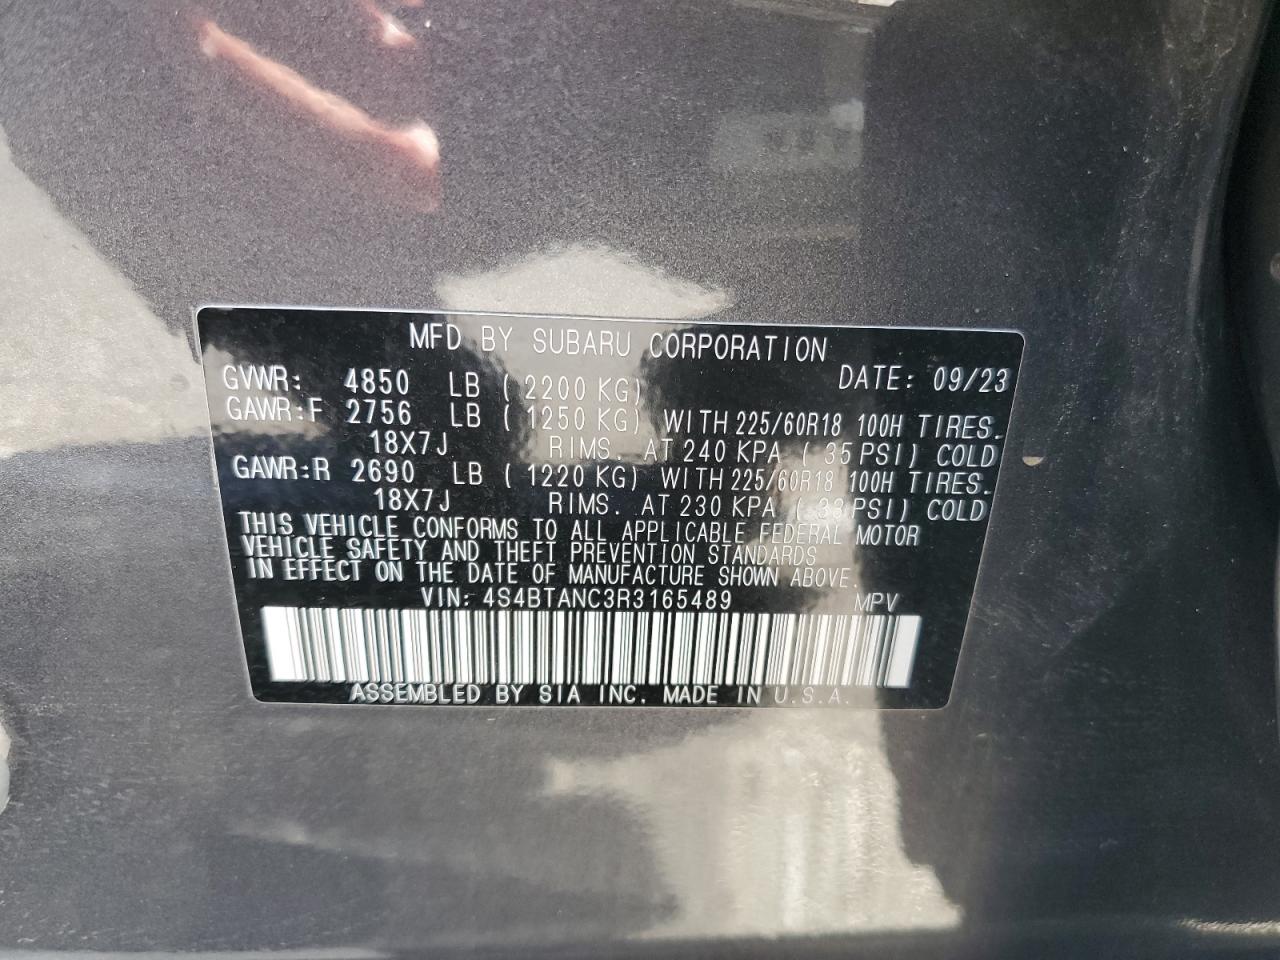 MFD BY SUBARU CORPORATION
GVWR: 4850 LB ( 2200 KG) DATE: 09/23
GAWR:F 2756 LB ( 1250 KG) WITH 225/60R18 100H TIRES.
18X7J RIMS. AT 240 KPA ( 35 PSI) COLD
GAWR:R 2690 LB ( 1220 KG) WITH 225/60R18 100H TIRES.
18X7J RIMS. AT 230 KPA ( 33 PSI) COLD
THIS VEHICLE CONFORMS TO ALL APPLICABLE FEDERAL MOTOR
VEHICLE SAFETY AND THEFT PREVENTION STANDARDS
IN EFFECT ON THE DATE OF MANUFACTURE SHOWN ABOVE.
VIN: 4S4BTANC3R3165489 MPV
ASSEMBLED BY SIA INC. MADE IN U.S.A.